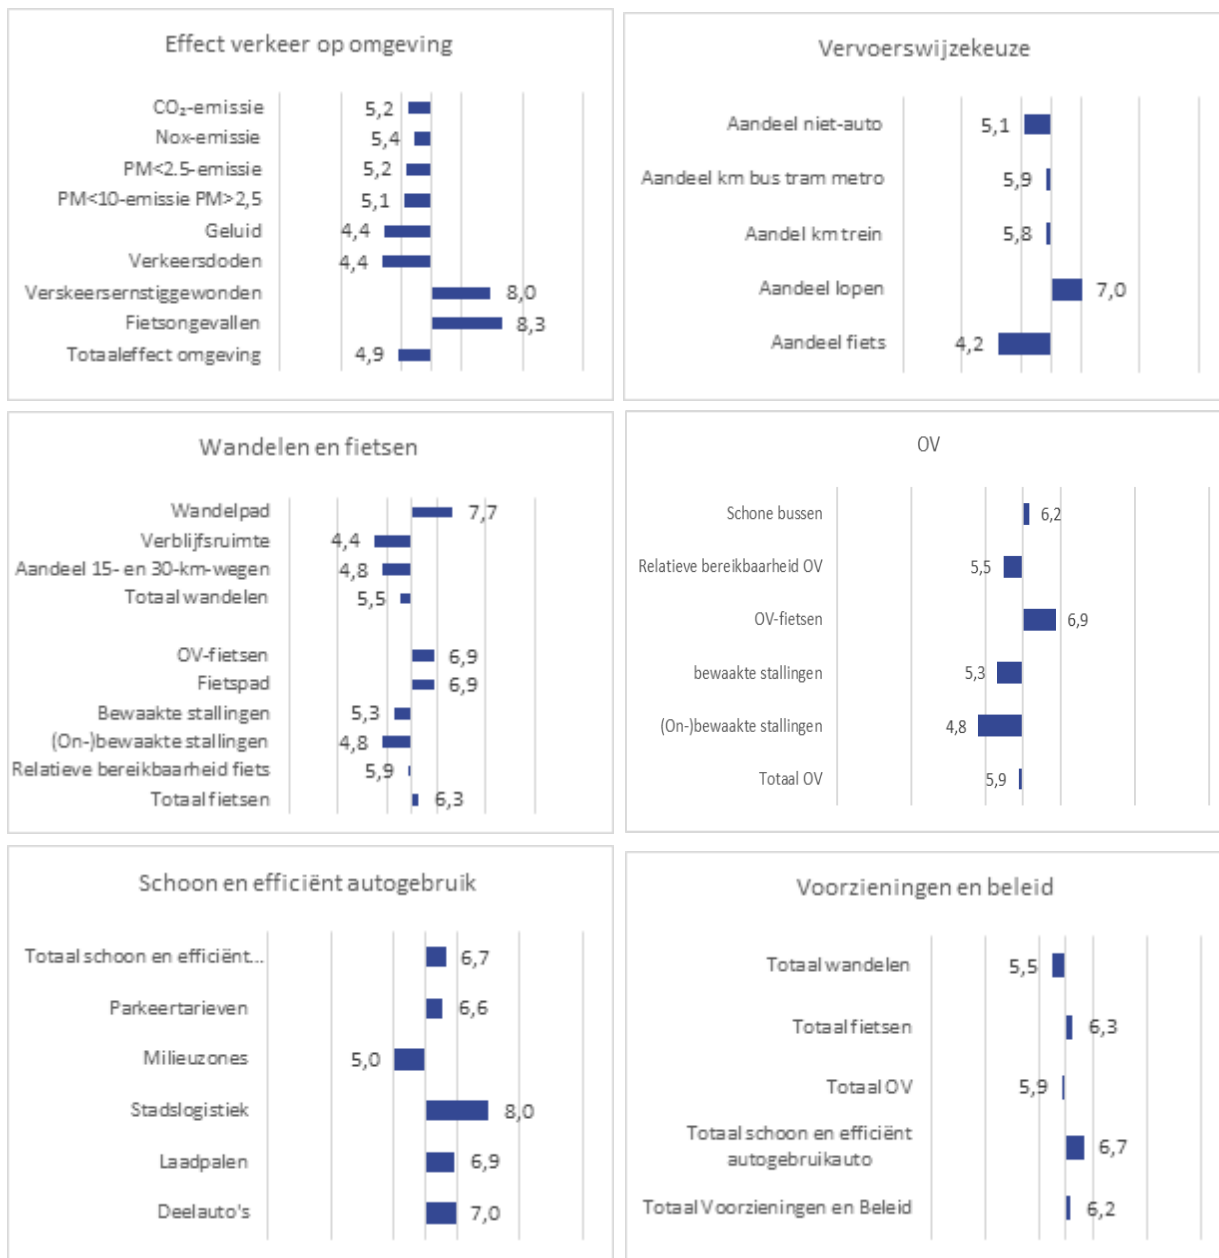 Effect verkeer op omgeving
CO₂-emissie 5,2
Nox-emissie 5,4
PM<2.5-emissie 5,2
PM<10-emissie PM>2,5 5,1
Geluid 4,4
Verkeersdoden 4,4
Verskeersernstiggewonden 8,0
Fietsongevallen 8,3
Totaaleffect omgeving 4,9
Vervoerswijzekeuze
Aandeel niet-auto 5,1
Aandeel km bus tram metro 5,9
Aandel km trein 5,8
Aandeel lopen 7,0
Aandeel fiets 4,2
Wandelen en fietsen
Wandelpad 7,7
Verblijfsruimte 4,4
Aandeel 15- en 30-km-wegen 4,8
Totaal wandelen 5,5
OV-fietsen 6,9
Fietspad 6,9
Bewaakte stallingen 5,3
(On-)bewaakte stallingen 4,8
Relatieve bereikbaarheid fiets 5,9
Totaal fietsen 6,3
OV
Schone bussen 6,2
Relatieve bereikbaarheid OV 5,5
OV-fietsen 6,9
bewaakte stallingen 5,3
(On-)bewaakte stallingen 4,8
Totaal OV 5,9
Schoon en efficiënt autogebruik
Totaal schoon en efficiënt... 6,7
Parkeertarieven 6,6
Milieuzones 5,0
Stadslogistiek 8,0
Laadpalen 6,9
Deelauto's 7,0
Voorzieningen en beleid
Totaal wandelen 5,5
Totaal fietsen 6,3
Totaal OV 5,9
Totaal schoon en efficiënt
autogebruikauto 6,7
Totaal Voorzieningen en Beleid 6,2